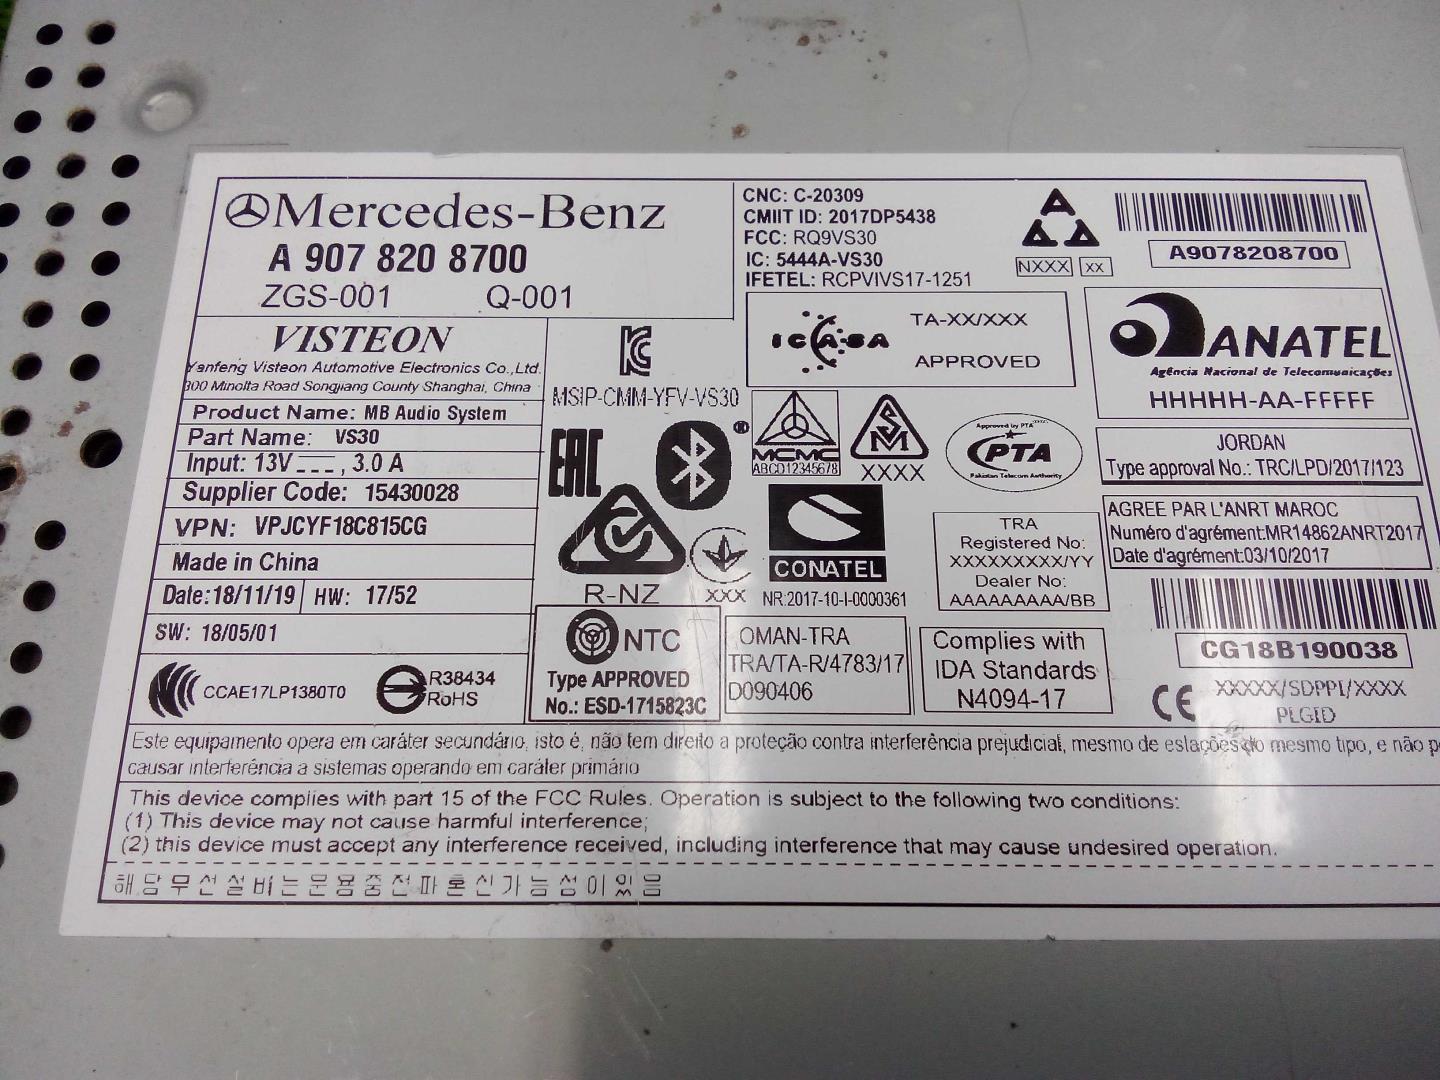 Mercedes-Benz
A 907 820 8700
ZGS-001 Q-001
CNC: C-20309
CMIIT ID: 2017DP5438
FCC: RQ9VS30
IC: 5444A-VS30
IFETEL: RCPVIVS17-1251
NXXX XX
A9078208700
VISTEON
Yanfeng Visteon Automotive Electronics Co.,Ltd.
300 Minolta Road Songjiang County Shanghai, China
Product Name: MB Audio System
Part Name: VS30
Input: 13V , 3.0 A
Supplier Code: 15430028
VPN: VPJCYF18C815CG
Made in China
Date:18/11/19 HW: 17/52
SW: 18/05/01
CCAE17LP1380T0
R38434
RoHS
MSIP-CMM-YFV-VS30
EAC
R-NZ
XXX
NTC
Type APPROVED
No.: ESD-1715823C
ICASA
TA-XX/XXX
APPROVED
MCMC
ABCD12345678
SM
XXXX
Approved by PTA
PTA
Pakistan Telecom Authority
CONATEL
NR:2017-10-I-0000361
TRA
Registered No:
XXXXXXXXX/YY
Dealer No:
AAAAAAAAA/BB
OMAN-TRA
TRA/TA-R/4783/17
D090406
Complies with
IDA Standards
N4094-17
ANATEL
Agência Nacional de Telecomunicações
HHHHH-AA-FFFFF
JORDAN
Type approval No.: TRC/LPD/2017/123
AGREE PAR L'ANRT MAROC
Numéro d'agrément:MR14862ANRT2017
Date d'agrément:03/10/2017
CG18B190038
CE
XXXXX/SDPPI/XXXX
PLGID
Este equipamento opera em caráter secundário, isto é, não tem direito a proteção contra interferência prejudicial, mesmo de estações do mesmo tipo, e não p
causar interferência a sistemas operando em caráter primário
This device complies with part 15 of the FCC Rules. Operation is subject to the following two conditions:
(1) This device may not cause harmful interference;
(2) this device must accept any interference received, including interference that may cause undesired operation.
해당무선설비는운용중전파혼신가능성이있음